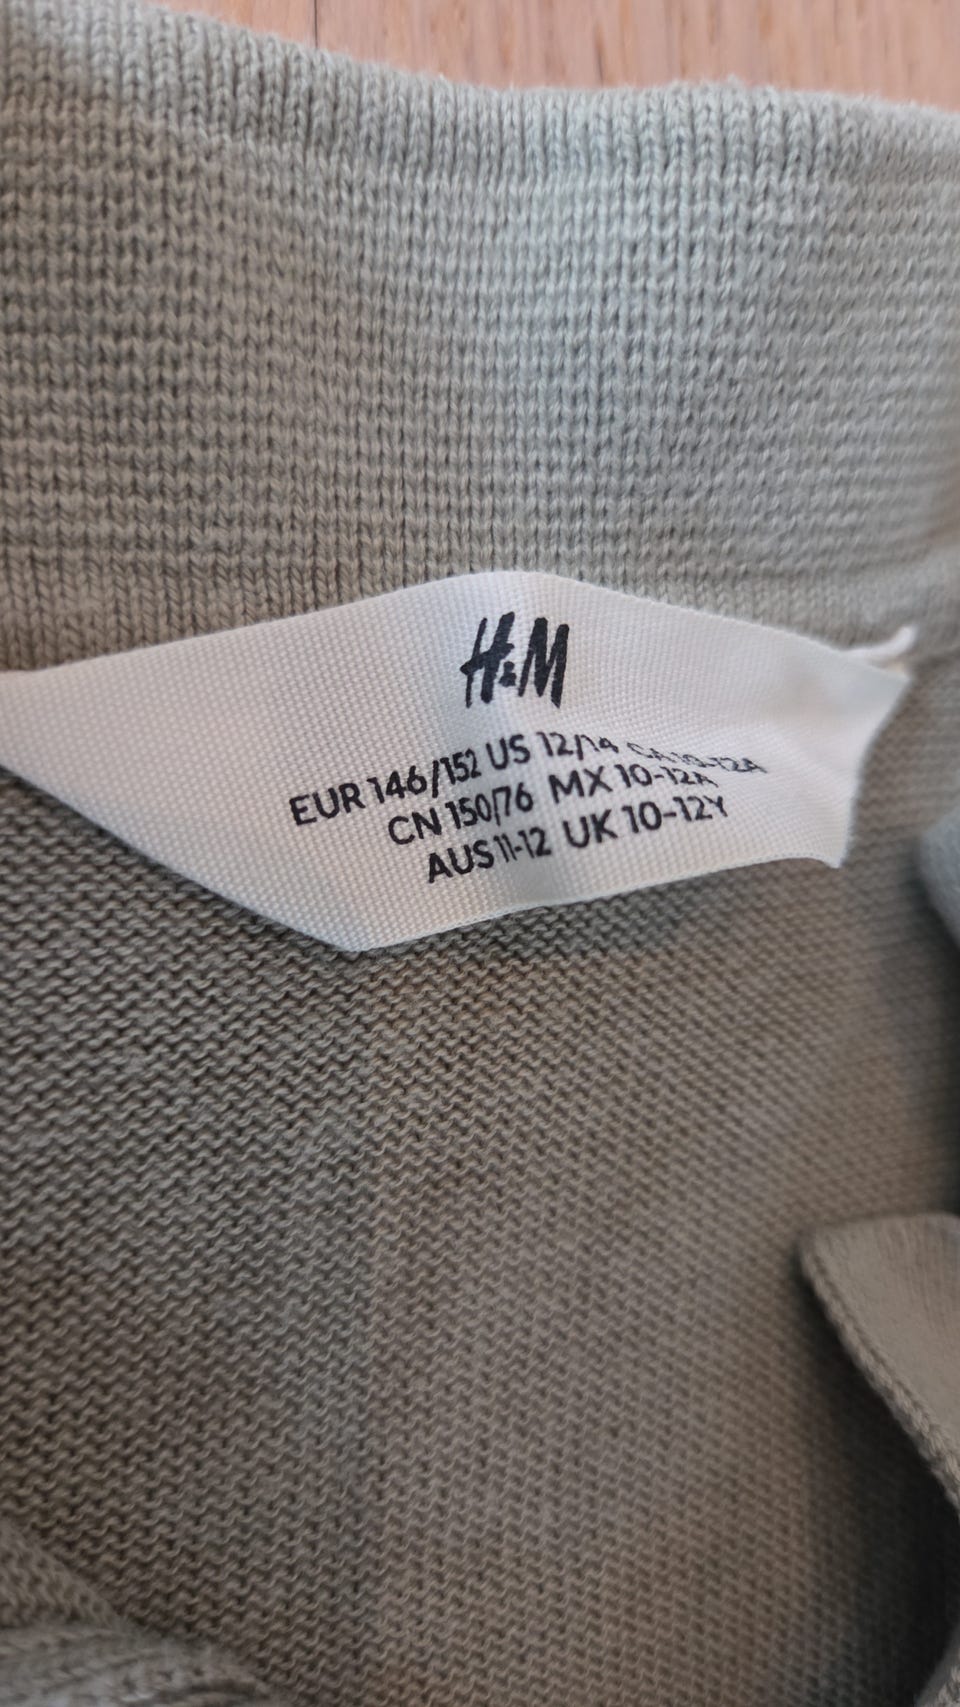 H&M
EUR 146/152 US 12/14 CA 10-12A
CN 150/76 MX 10-12A
AUS 11-12 UK 10-12Y